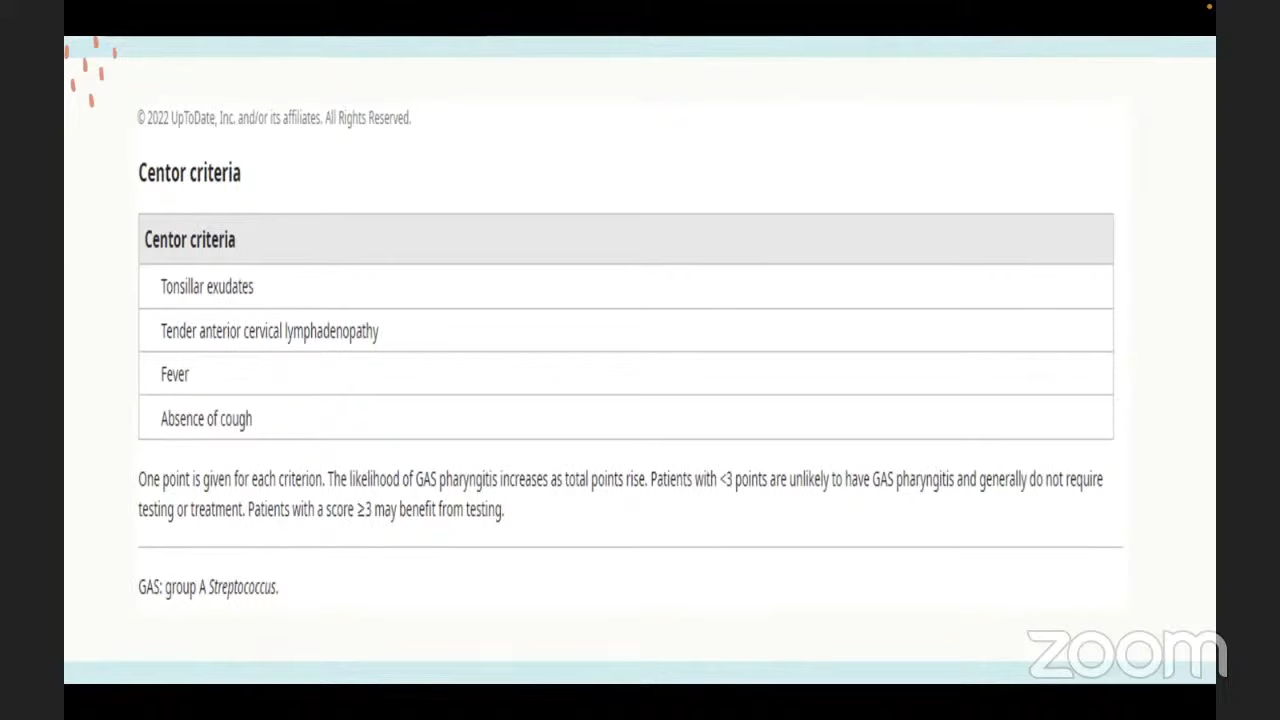 © 2022 UpToDate, Inc. and/or its affiliates. All Rights Reserved.
Centor criteria
Centor criteria
Tonsillar exudates
Tender anterior cervical lymphadenopathy
Fever
Absence of cough
One point is given for each criterion. The likelihood of GAS pharyngitis increases as total points rise. Patients with <3 points are unlikely to have GAS pharyngitis and generally do not require
testing or treatment. Patients with a score ≥3 may benefit from testing.
GAS: group A Streptococcus.
zoom